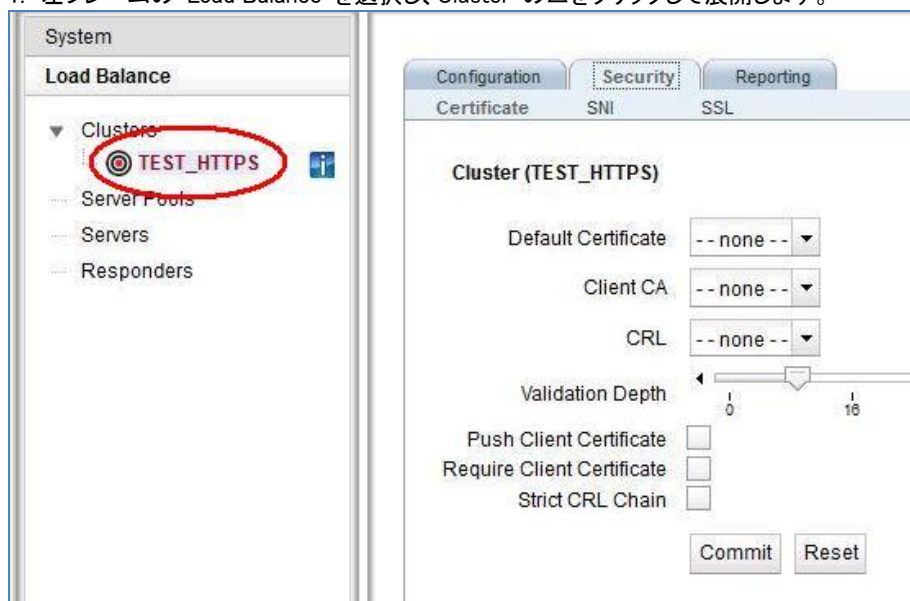 System
Load Balance
Clusters
TEST_HTTPS
i
Server Pools
Servers
Responders
Configuration Security Reporting
Certificate SNI SSL
Cluster (TEST_HTTPS)
Default Certificate -- none --
Client CA -- none --
CRL -- none --
Validation Depth
0 16
Push Client Certificate
Require Client Certificate
Strict CRL Chain
Commit Reset